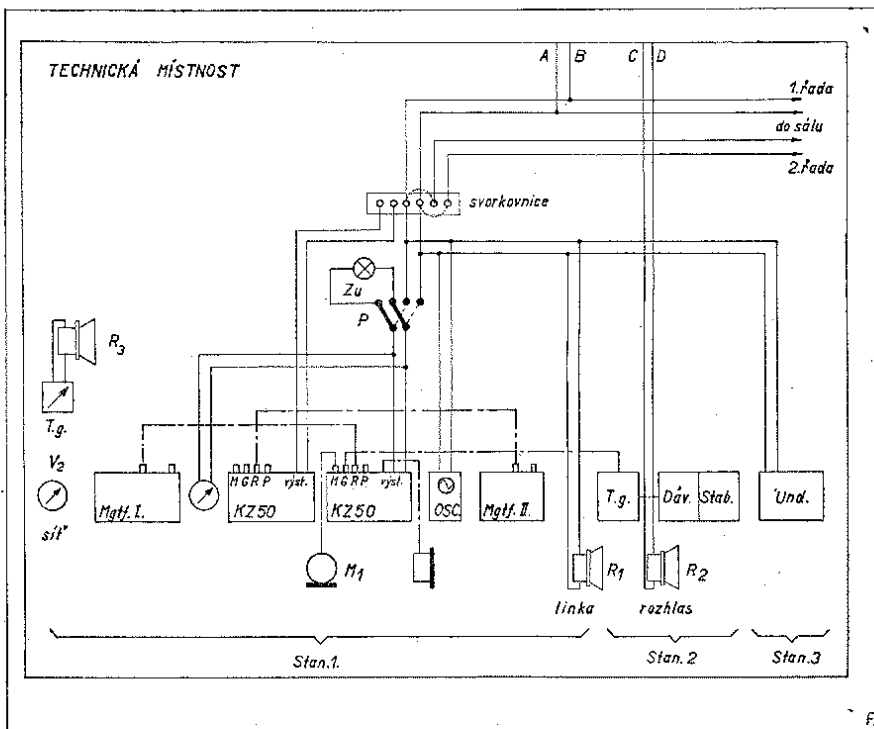 A B C D
TECHNICKÁ MÍSTNOST
1.řada
do sálu
2.řada
svorkovnice
Zu
P
R3
T.g.
V2
síť
Mgtf. I.
M G R P výst.
KZ50
M G R P výst.
KZ50
OSC.
Mgtf. II.
T.g.
Dáv.
Stab.
Und.
M1
R1
R2
linka
rozhlas
Stan.1.
Stan.2
Stan.3